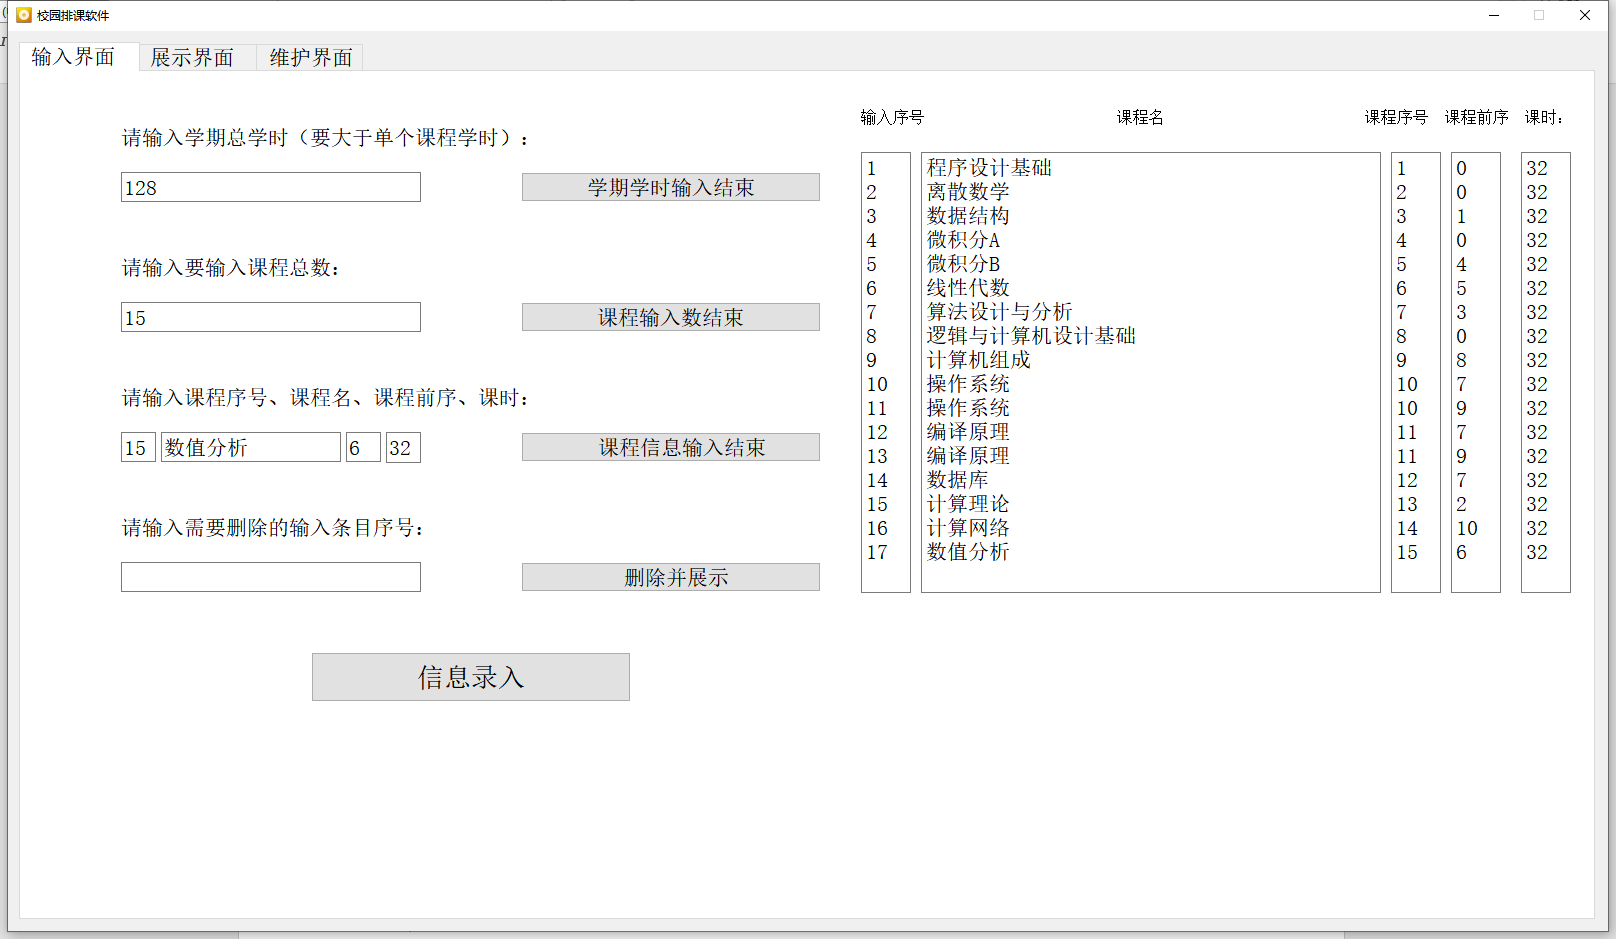 校园排课软件
输入界面 展示界面 维护界面
请输入学期总学时（要大于单个课程学时）：
128 学期学时输入结束
请输入要输入课程总数：
15 课程输入数结束
请输入课程序号、课程名、课程前序、课时：
15 数值分析 6 32 课程信息输入结束
请输入需要删除的输入条目序号：
删除并展示
信息录入
输入序号 课程名 课程序号 课程前序 课时：
1 程序设计基础 1 0 32
2 离散数学 2 0 32
3 数据结构 3 1 32
4 微积分A 4 0 32
5 微积分B 5 4 32
6 线性代数 6 5 32
7 算法设计与分析 7 3 32
8 逻辑与计算机设计基础 8 0 32
9 计算机组成 9 8 32
10 操作系统 10 7 32
11 操作系统 10 9 32
12 编译原理 11 7 32
13 编译原理 11 9 32
14 数据库 12 7 32
15 计算理论 13 2 32
16 计算网络 14 10 32
17 数值分析 15 6 32